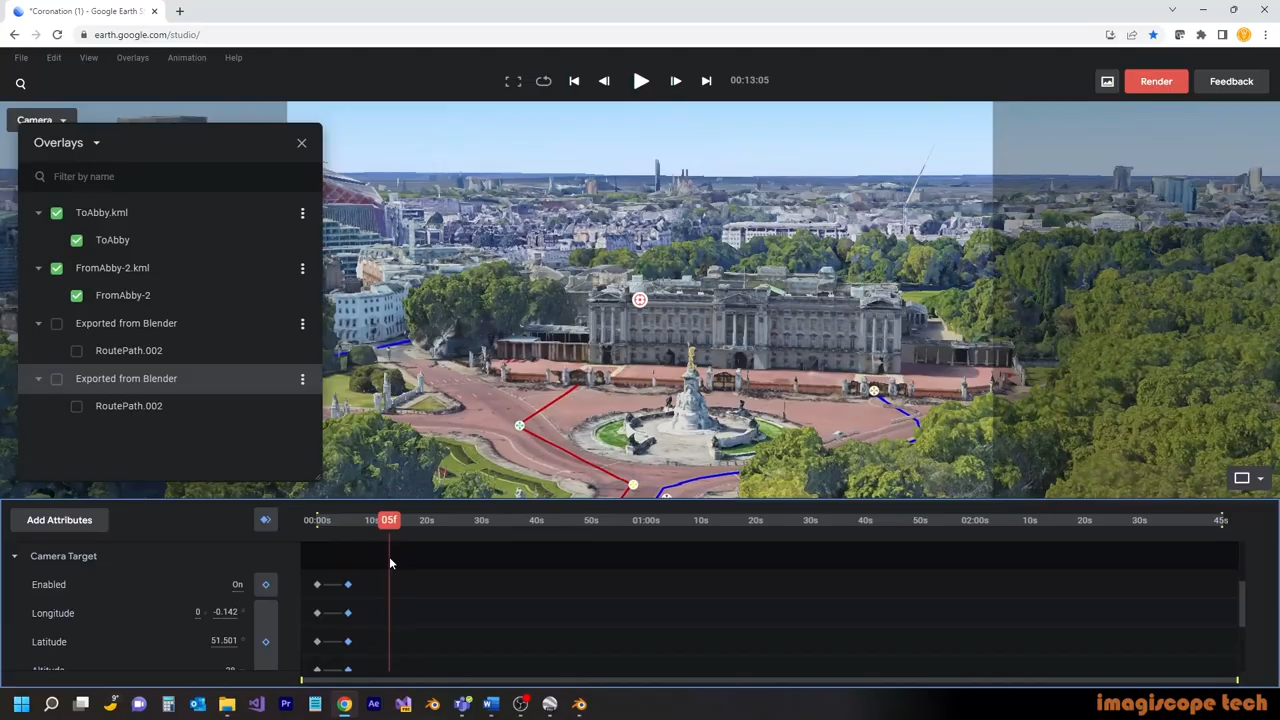 *Coronation (1) - Google Earth S
earth.google.com/studio/
File Edit View Overlays Animation Help
00:13:05
Render
Feedback
Camera
Overlays
Filter by name
ToAbby.kml
ToAbby
FromAbby-2.kml
FromAbby-2
Exported from Blender
RoutePath.002
Exported from Blender
RoutePath.002
Add Attributes
00:00s 10s 05f 20s 30s 40s 50s 01:00s 10s 20s 30s 40s 50s 02:00s 10s 20s 30s 45s
Camera Target
Enabled On
Longitude 0 -0.142 °
Latitude 51.501 °
9°
imagiscope tech